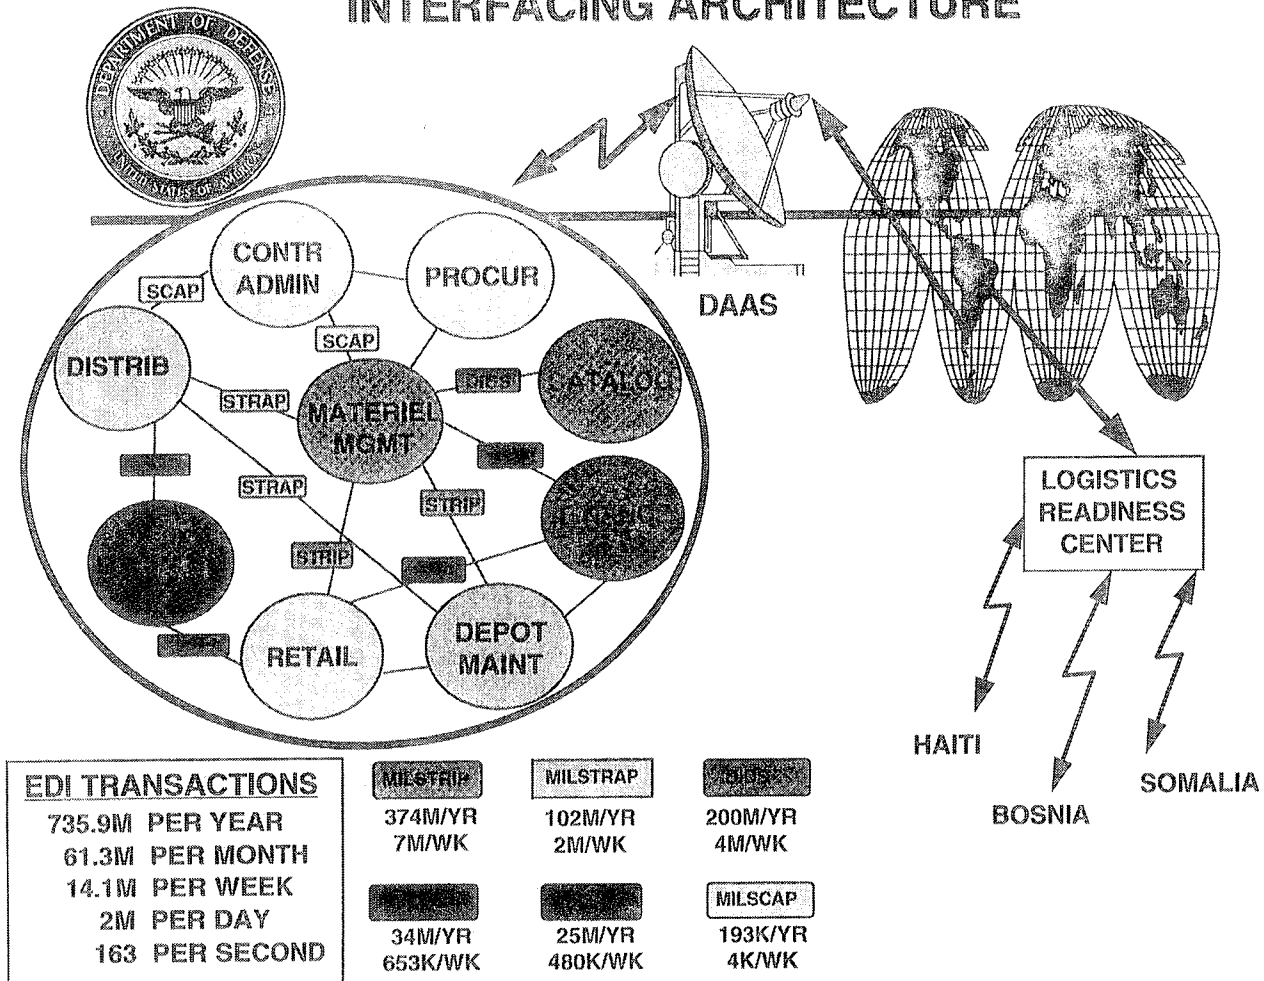 INTERFACING ARCHITECTURE
DEPARTMENT OF DEFENSE
UNITED STATES OF AMERICA
CONTR
ADMIN
PROCUR
SCAP
DAAS
SCAP
DISTRIB
CATALOG
STRAP
MATERIEL
MGMT
STRAP
STRIP
LOGISTICS
READINESS
CENTER
STRIP
DEPOT
MAINT
RETAIL
HAITI
SOMALIA
BOSNIA
EDI TRANSACTIONS
735.9M PER YEAR
61.3M PER MONTH
14.1M PER WEEK
2M PER DAY
163 PER SECOND
MILSTRIP
374M/YR
7M/WK
MILSTRAP
102M/YR
2M/WK
200M/YR
4M/WK
34M/YR
653K/WK
25M/YR
480K/WK
MILSCAP
193K/YR
4K/WK